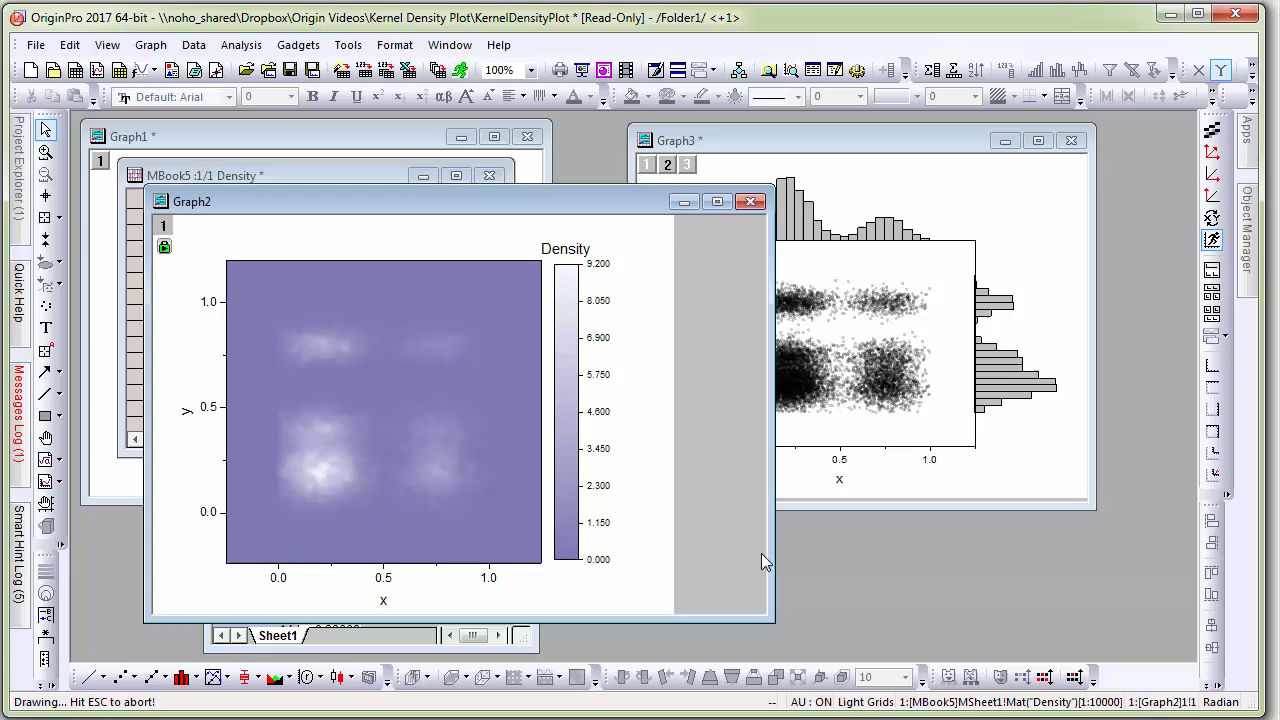 OriginPro 2017 64-bit - \\noho_shared\Dropbox\Origin Videos\Kernel Density Plot\KernelDensityPlot * [Read-Only] - /Folder1/ <+1>
File Edit View Graph Data Analysis Gadgets Tools Format Window Help
100%
Default: Arial 0 B I U αβ A A A 0 0
Project Explorer (1)
Quick Help
Messages Log (1)
Smart Hint Log (5)
Apps
Object Manager
Graph1 *
1
MBook5 :1/1 Density *
Graph3 *
1 2 3
0.5 1.0
x
Graph2
1
Density
9.200
8.050
6.900
5.750
4.600
3.450
2.300
1.150
0.000
1.0
0.5
0.0
y
0.0 0.5 1.0
x
Sheet1
10
Drawing... Hit ESC to abort!
-- AU : ON Light Grids 1:[MBook5]MSheet1!Mat("Density")[1:10000] 1:[Graph2]1!1 Radian